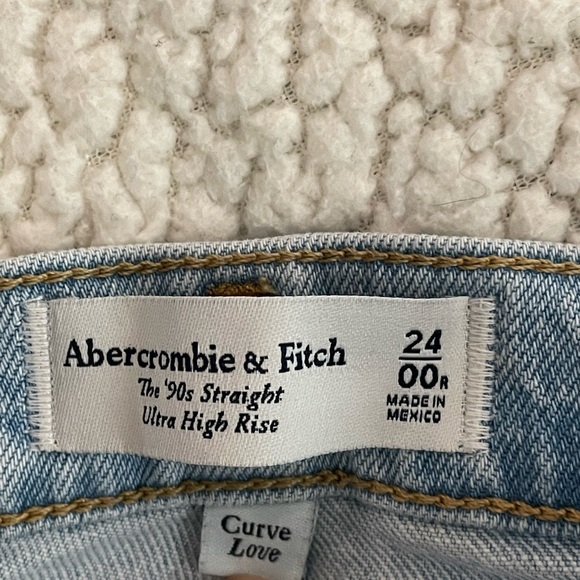 Abercrombie & Fitch
The '90s Straight
Ultra High Rise
24
00R
MADE IN
MEXICO
Curve
Love